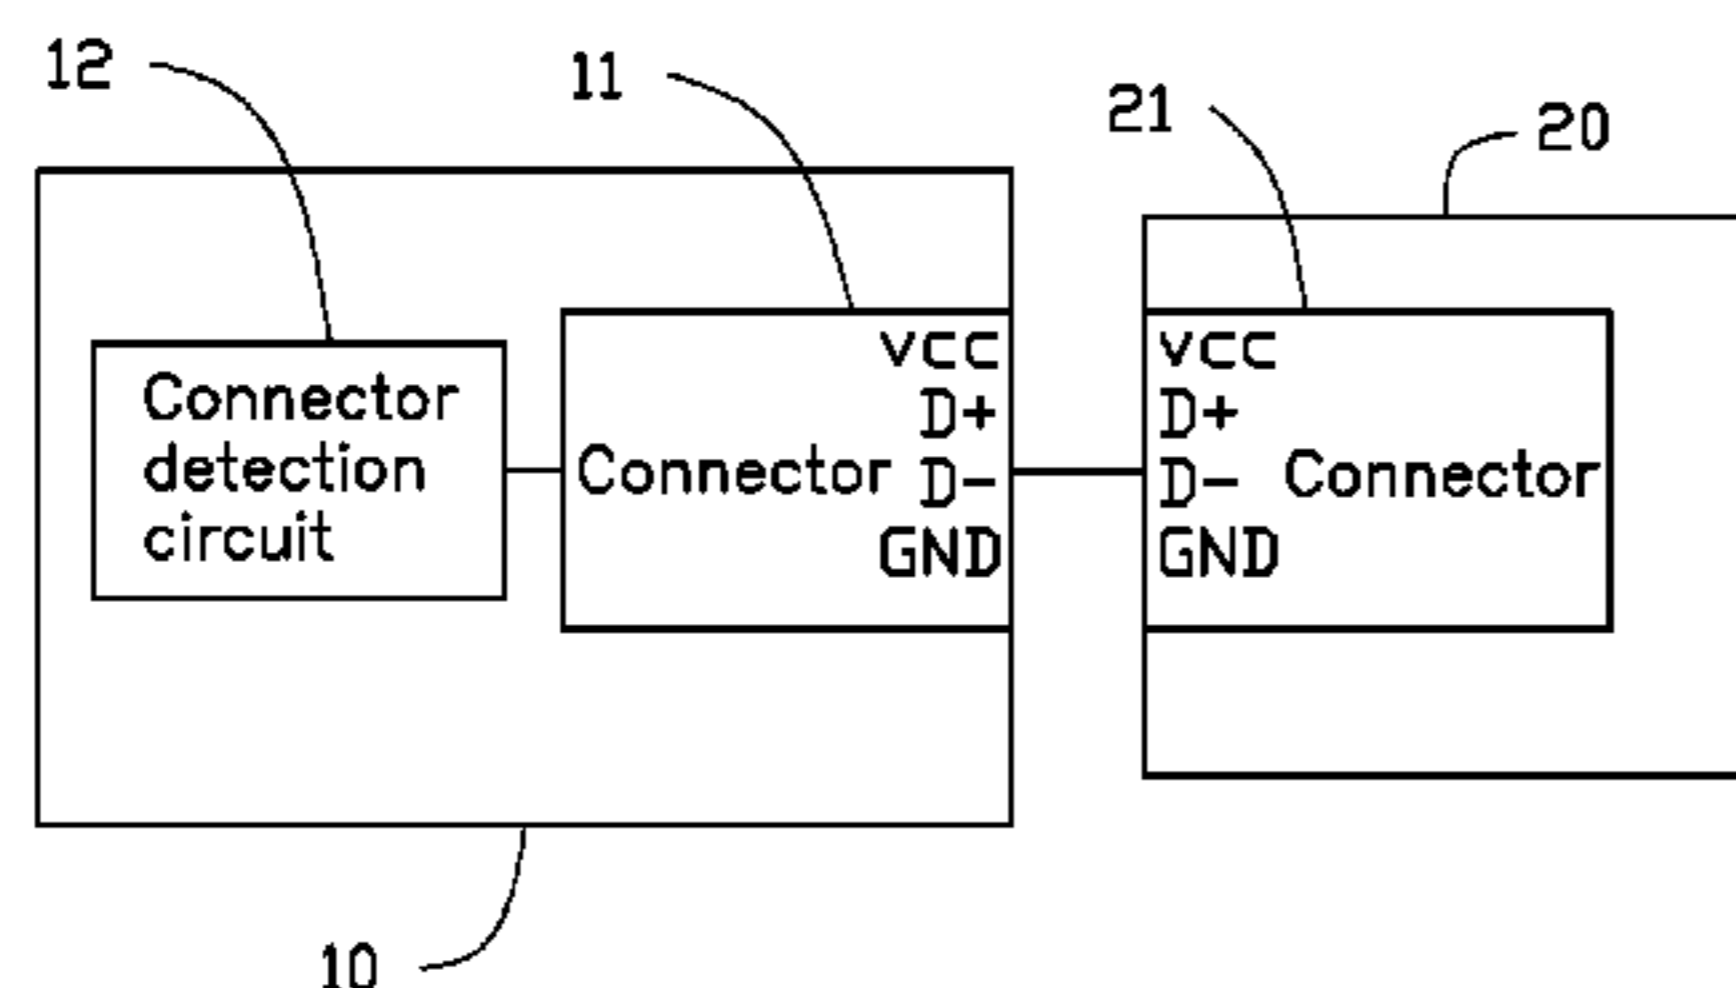 12
11
21
20
Connector
detection
circuit
Connector
VCC
D+
D-
GND
VCC
D+
D-
GND
Connector
10